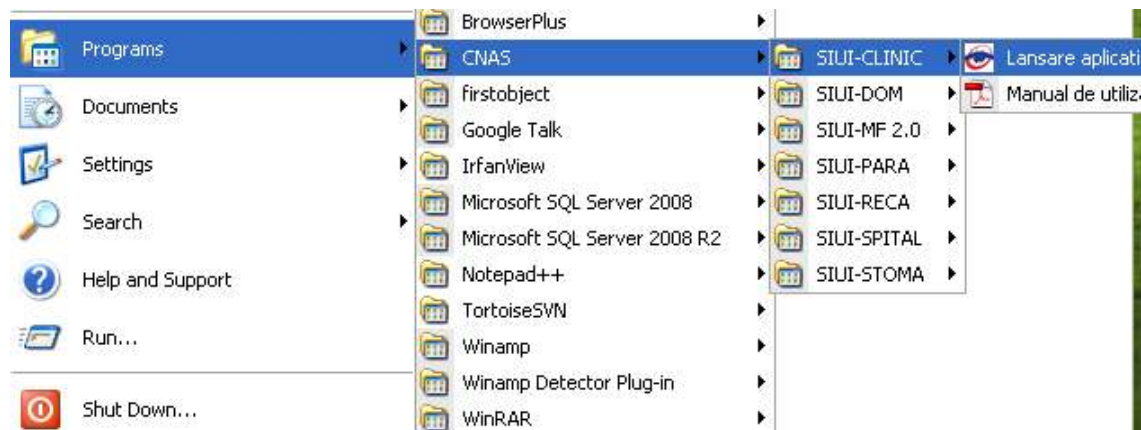 Programs
Documents
Settings
Search
Help and Support
Run...
Shut Down...
BrowserPlus
CNAS
firstobject
Google Talk
IrfanView
Microsoft SQL Server 2008
Microsoft SQL Server 2008 R2
Notepad++
TortoiseSVN
Winamp
Winamp Detector Plug-in
WinRAR
SIUI-CLINIC
SIUI-DOM
SIUI-MF 2.0
SIUI-PARA
SIUI-RECA
SIUI-SPITAL
SIUI-STOMA
Lansare aplicati
Manual de utiliz